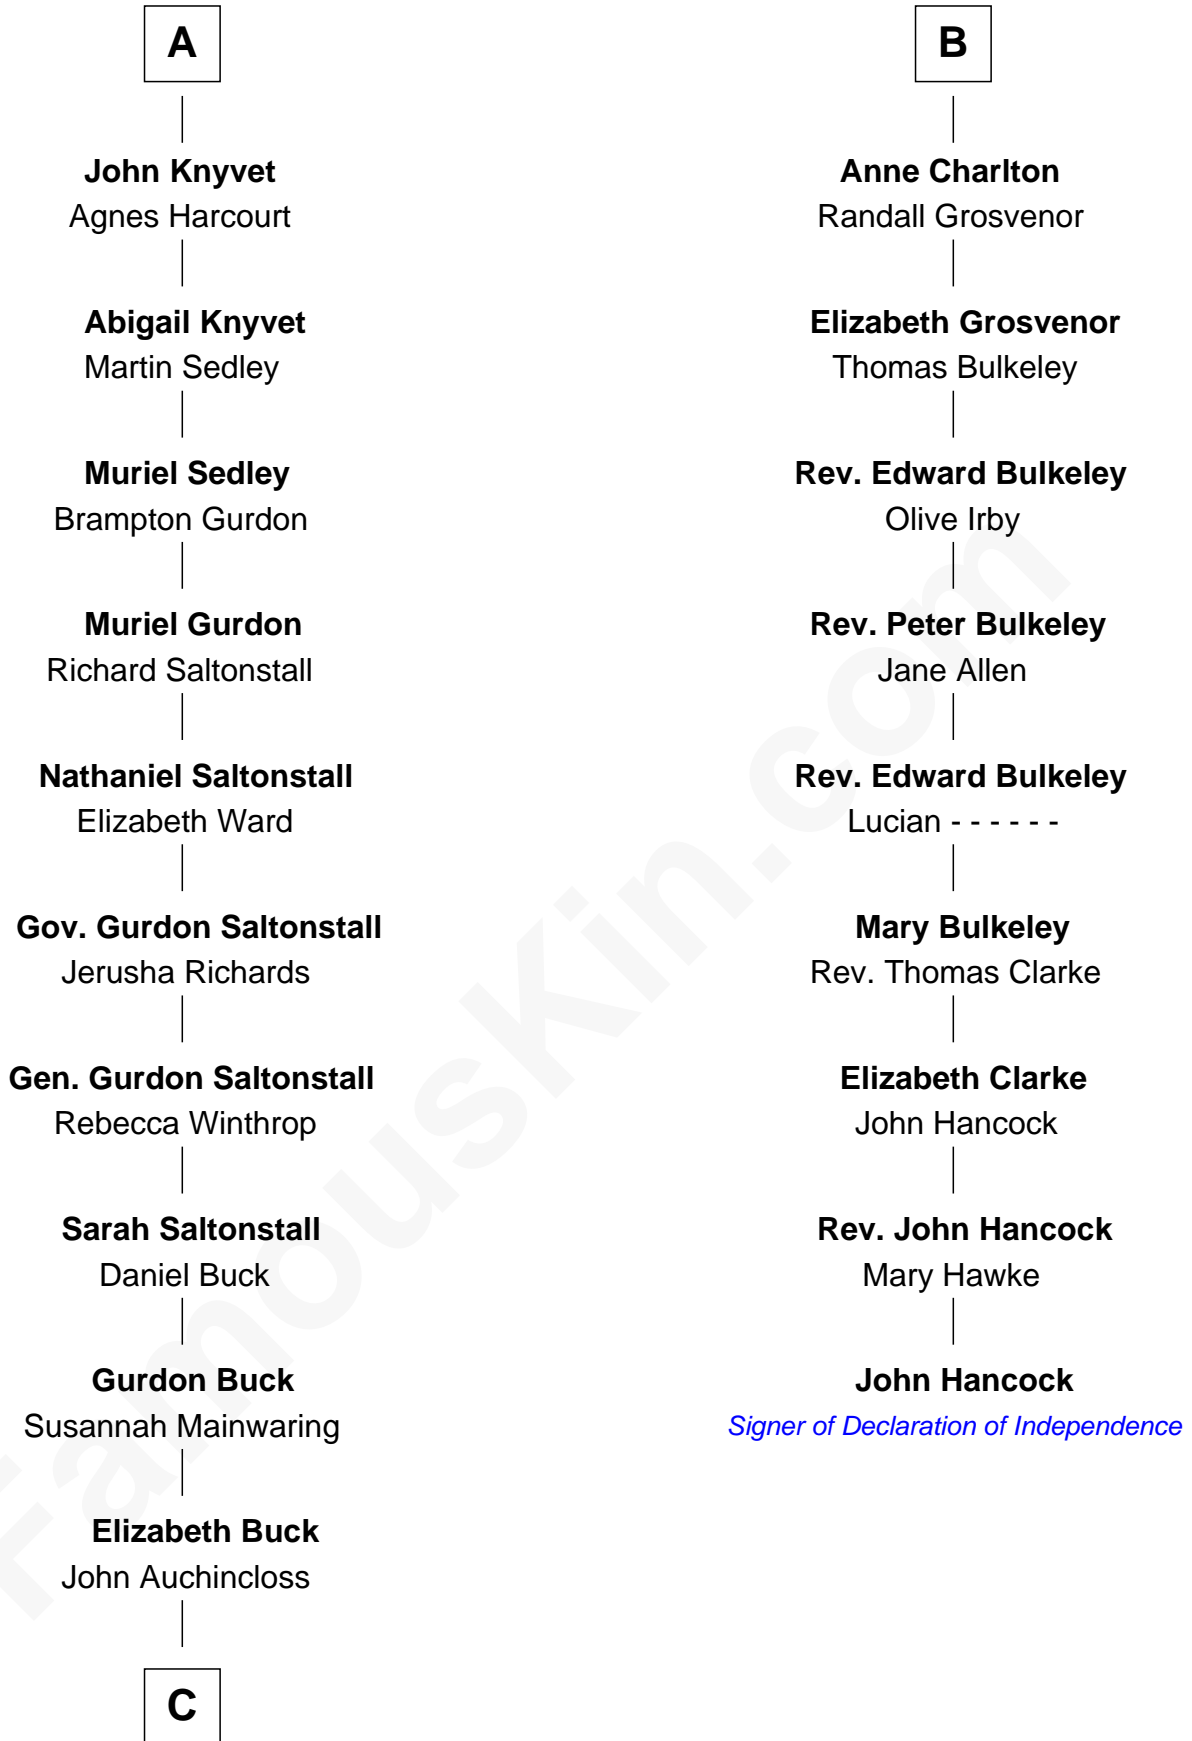 A
John Knyvet
Agnes Harcourt
Abigail Knyvet
Martin Sedley
Muriel Sedley
Brampton Gurdon
Muriel Gurdon
Richard Saltonstall
Nathaniel Saltonstall
Elizabeth Ward
Gov. Gurdon Saltonstall
Jerusha Richards
Gen. Gurdon Saltonstall
Rebecca Winthrop
Sarah Saltonstall
Daniel Buck
Gurdon Buck
Susannah Mainwaring
Elizabeth Buck
John Auchincloss
C
B
Anne Charlton
Randall Grosvenor
Elizabeth Grosvenor
Thomas Bulkeley
Rev. Edward Bulkeley
Olive Irby
Rev. Peter Bulkeley
Jane Allen
Rev. Edward Bulkeley
Lucian - - - - - -
Mary Bulkeley
Rev. Thomas Clarke
Elizabeth Clarke
John Hancock
Rev. John Hancock
Mary Hawke
John Hancock
Signer of Declaration of Independence
FamousKin.com